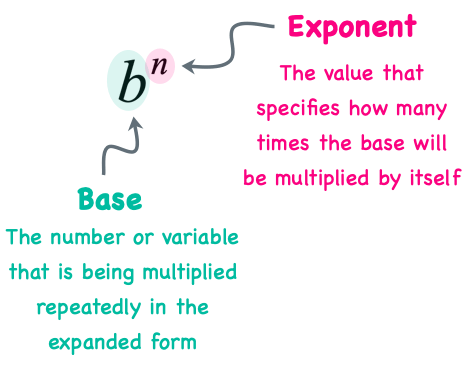 Exponent
The value that
specifies how many
times the base will
be multiplied by itself
bⁿ
Base
The number or variable
that is being multiplied
repeatedly in the
expanded form